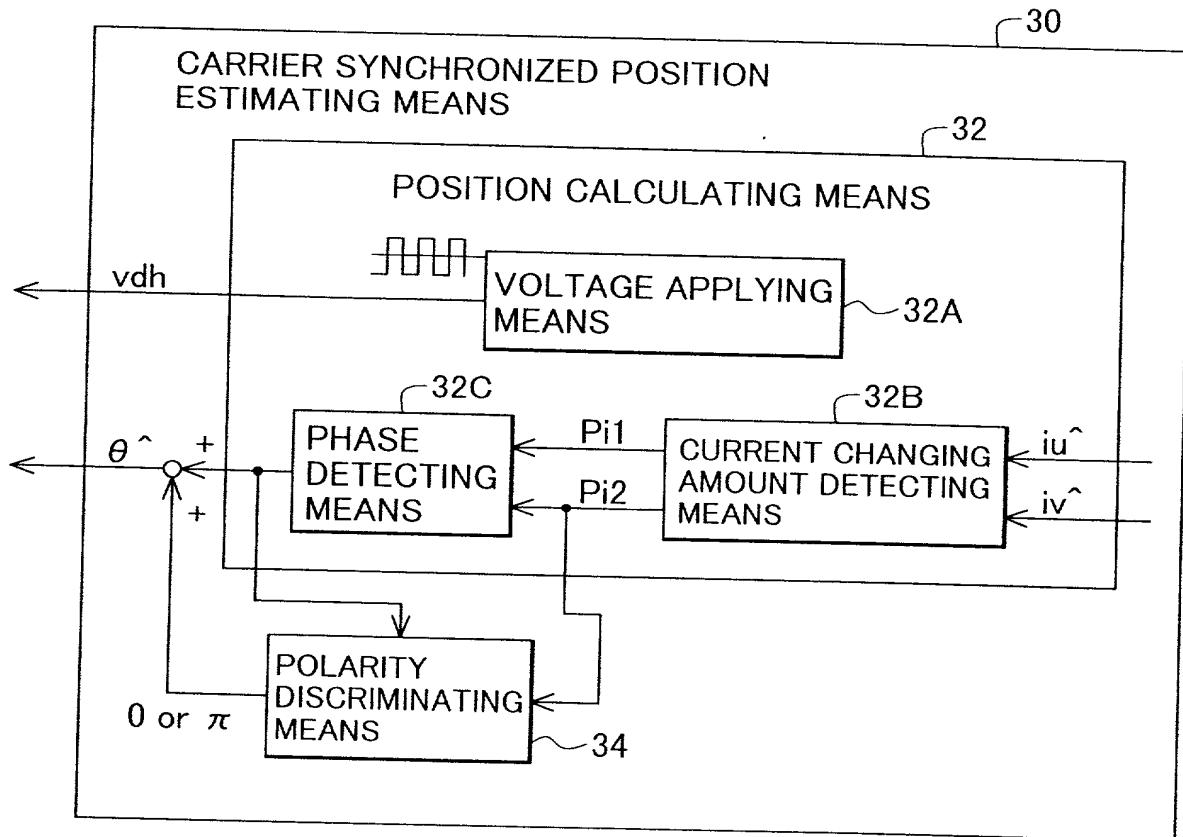 30
CARRIER SYNCHRONIZED POSITION
ESTIMATING MEANS
32
POSITION CALCULATING MEANS
vdh
VOLTAGE APPLYING
MEANS
32A
32C
32B
θ^
+
+
PHASE
DETECTING
MEANS
Pi1
Pi2
CURRENT CHANGING
AMOUNT DETECTING
MEANS
iu^
iv^
POLARITY
DISCRIMINATING
MEANS
0 or π
34